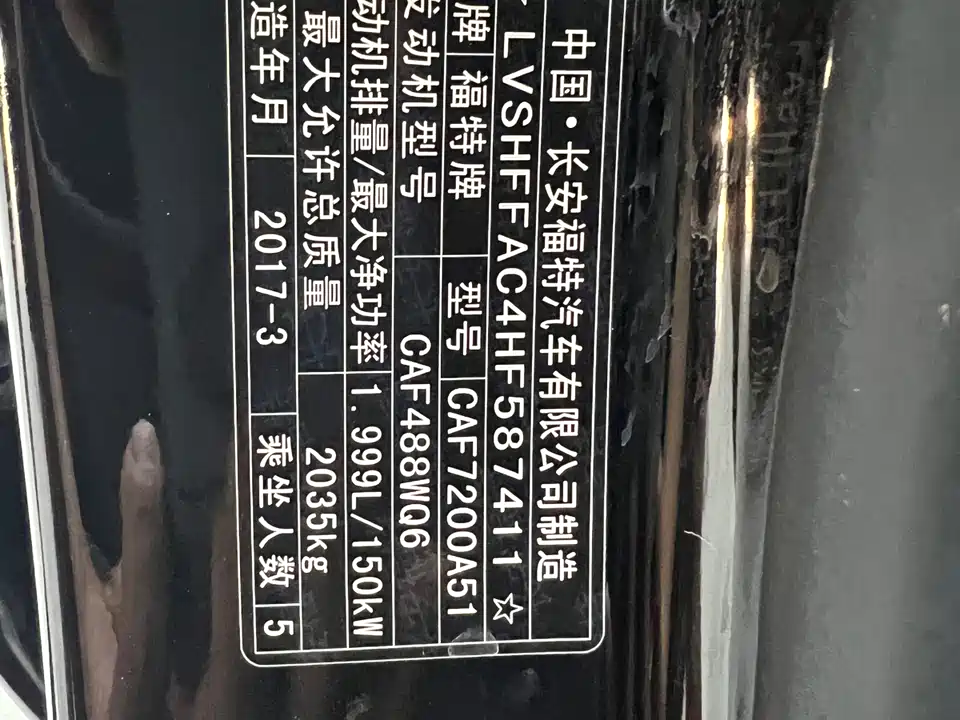 中国·长安福特汽车有限公司制造
LVSHFFAC4HF587411☆
牌 福特牌 型号 CAF7200A51
发动机型号 CAF488WQ6
动机排量/最大净功率 1.999L/150kW
最大允许总质量 2035kg
造年月 2017-3 乘坐人数 5